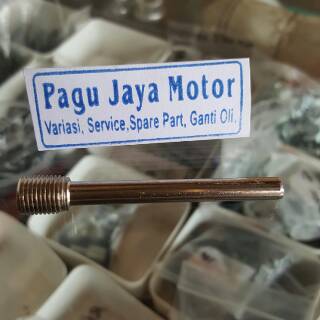 Pagu Jaya Motor
Variasi, Service,Spare Part, Ganti Oli,